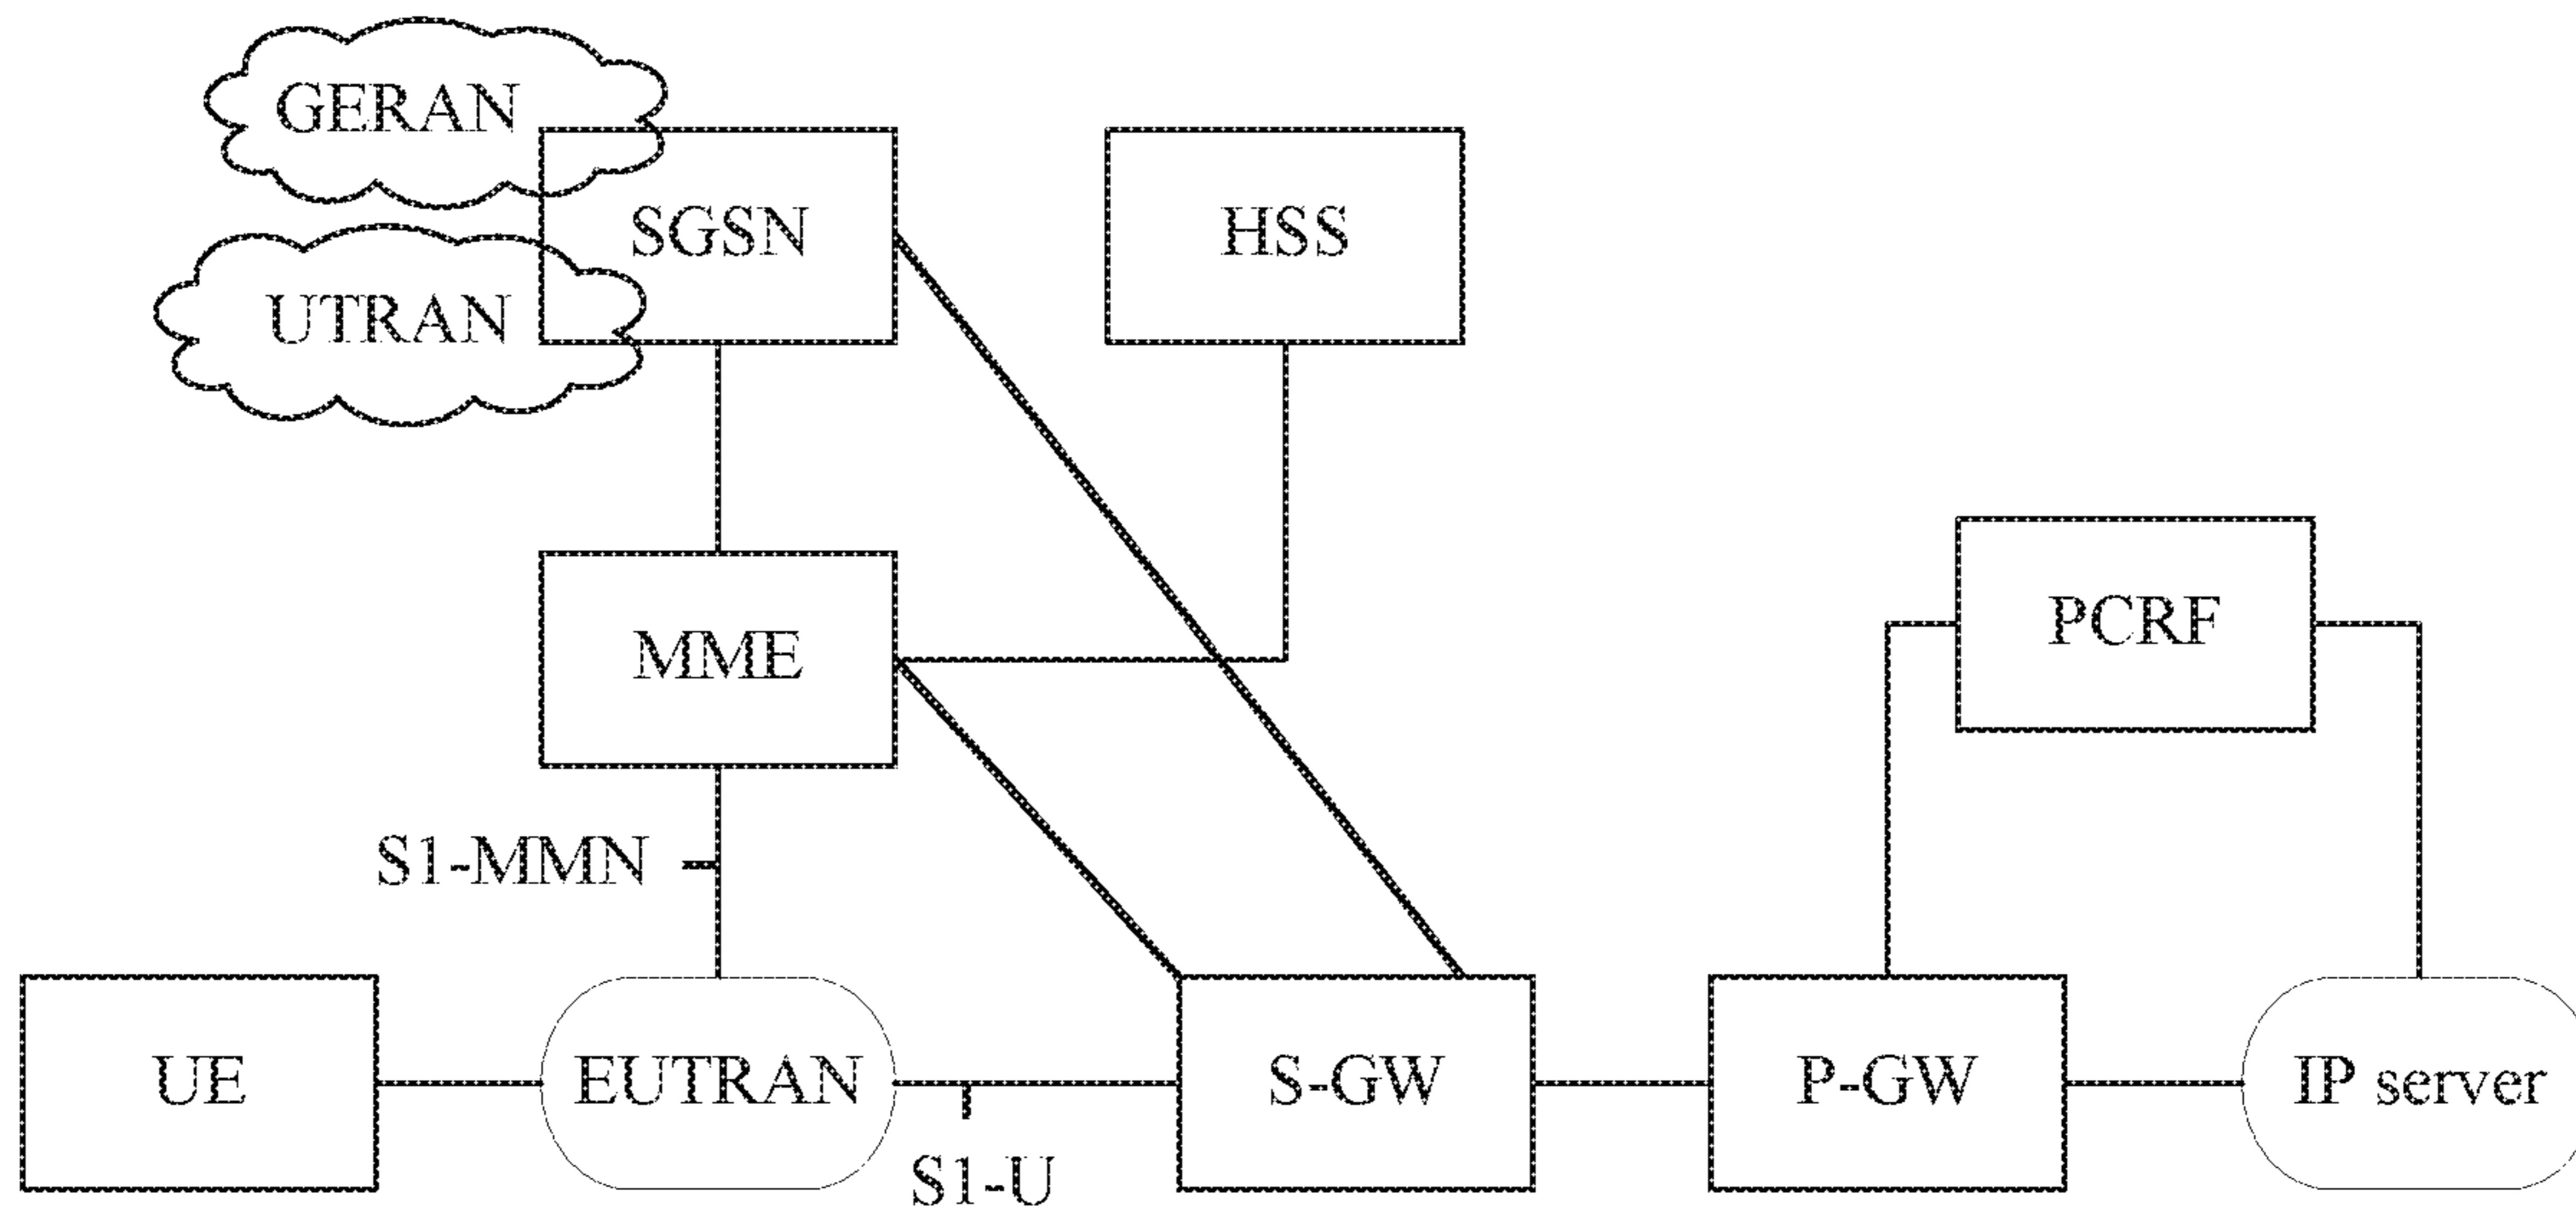 GERAN
SGSN
HSS
UTRAN
PCRF
MME
S1-MMN
UE
EUTRAN
S-GW
P-GW
IP server
S1-U